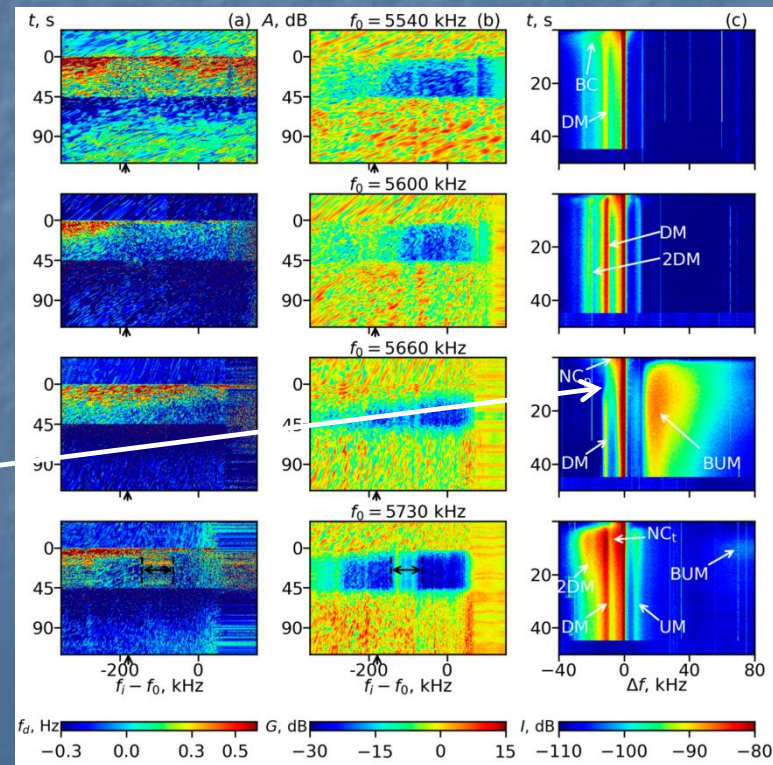 t, s (a) A, dB f₀ = 5540 kHz (b) t, s (c)
0
45
90
0
45
90
20
40
BC
DM
f₀ = 5600 kHz
0
45
90
0
45
90
20
40
DM
2DM
f₀ = 5660 kHz
0
45
90
0
45
90
20
40
DM
BUM
f₀ = 5730 kHz
0
45
90
0
45
90
20
40
NCₜ
2DM
BUM
DM
UM
-200 0
-200 0
−40 0 40 80
fᵢ − f₀, kHz
fᵢ − f₀, kHz
Δf, kHz
f_d, Hz G, dB I, dB
−0.3 0.0 0.3 0.5
−30 −15 0 15
−110 −100 −90 −80